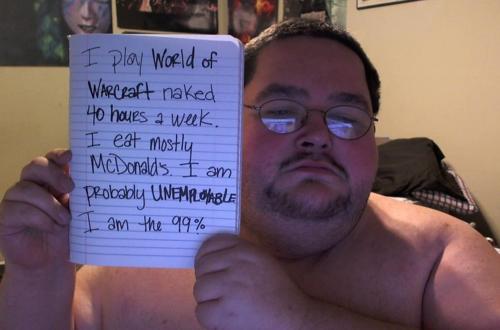 I play World of
WARCRAft naked
40 hours a week.
I eat mostly
McDonald's. I am
probably UNEMPLOYABLE
I am the 99%